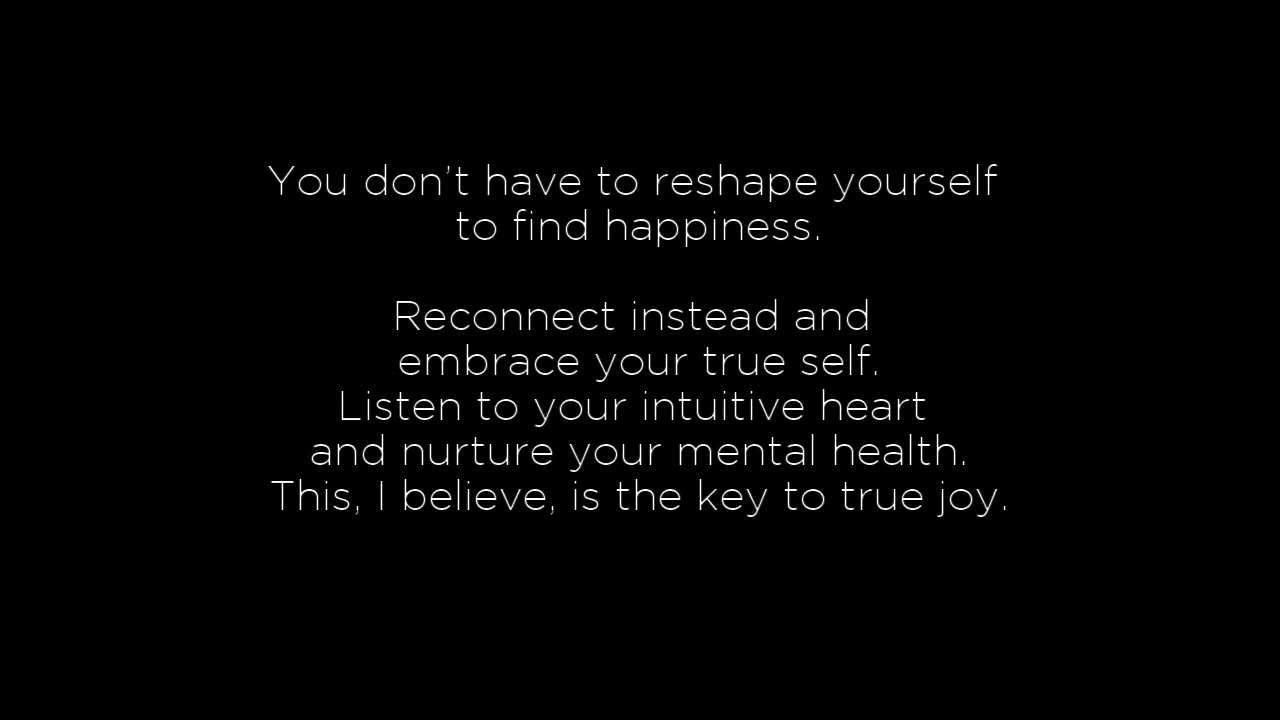 You don’t have to reshape yourself
to find happiness.
Reconnect instead and
embrace your true self.
Listen to your intuitive heart
and nurture your mental health.
This, I believe, is the key to true joy.